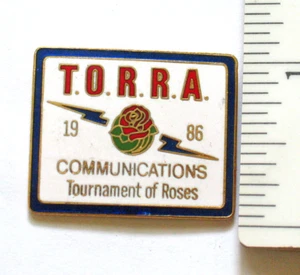 T.O.R.R.A.
19 86
COMMUNICATIONS
Tournament of Roses